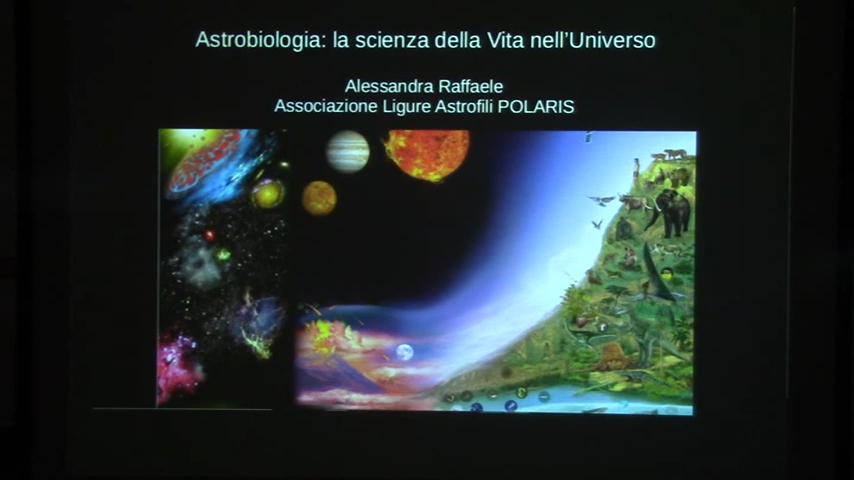 Astrobiologia: la scienza della Vita nell'Universo
Alessandra Raffaele
Associazione Ligure Astrofili POLARIS